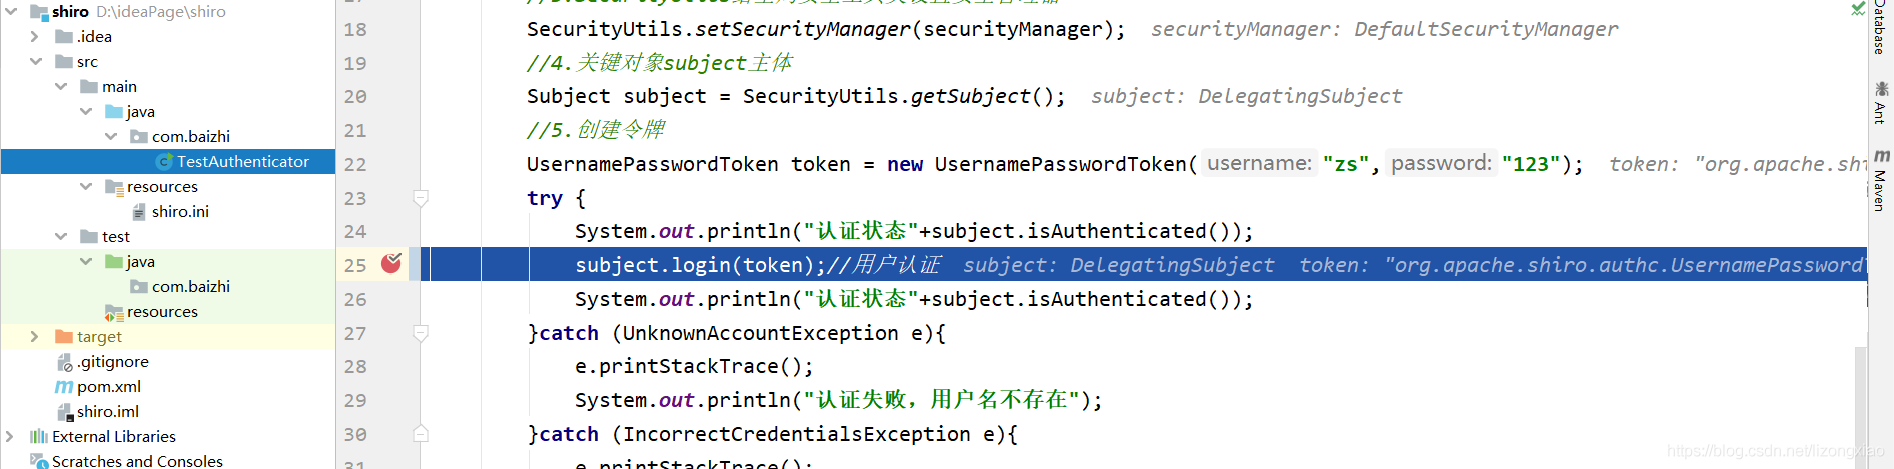 shiro D:\ideaPage\shiro
.idea
src
main
java
com.baizhi
TestAuthenticator
resources
shiro.ini
test
java
com.baizhi
resources
target
.gitignore
pom.xml
shiro.iml
External Libraries
Scratches and Consoles
18 SecurityUtils.setSecurityManager(securityManager); securityManager: DefaultSecurityManager
19 //4.关键对象subject主体
20 Subject subject = SecurityUtils.getSubject(); subject: DelegatingSubject
21 //5.创建令牌
22 UsernamePasswordToken token = new UsernamePasswordToken( username: "zs", password: "123"); token: "org.apache.shi
23 try {
24 System.out.println("认证状态"+subject.isAuthenticated());
25 subject.login(token);//用户认证 subject: DelegatingSubject token: "org.apache.shiro.authc.UsernamePassword
26 System.out.println("认证状态"+subject.isAuthenticated());
27 }catch (UnknownAccountException e){
28 e.printStackTrace();
29 System.out.println("认证失败，用户名不存在");
30 }catch (IncorrectCredentialsException e){
31 e.printStackTrace();
Database
Ant
Maven
https://blog.csdn.net/lizongxiao